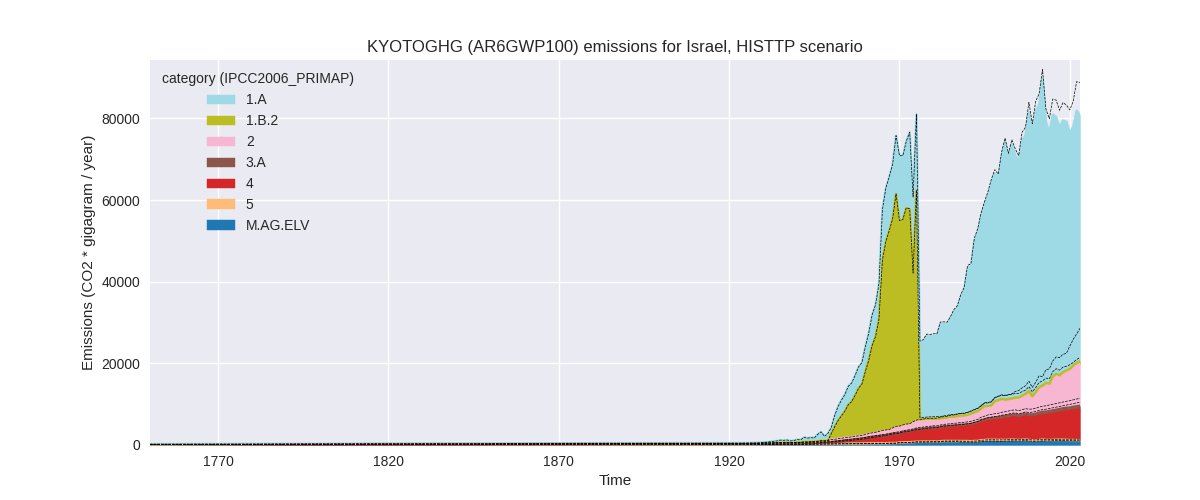 KYOTOGHG (AR6GWP100) emissions for Israel, HISTTP scenario
category (IPCC2006_PRIMAP)
1.A
1.B.2
2
3.A
4
5
M.AG.ELV
Emissions (CO2 * gigagram / year)
80000
60000
40000
20000
0
1770
1820
1870
1920
1970
2020
Time